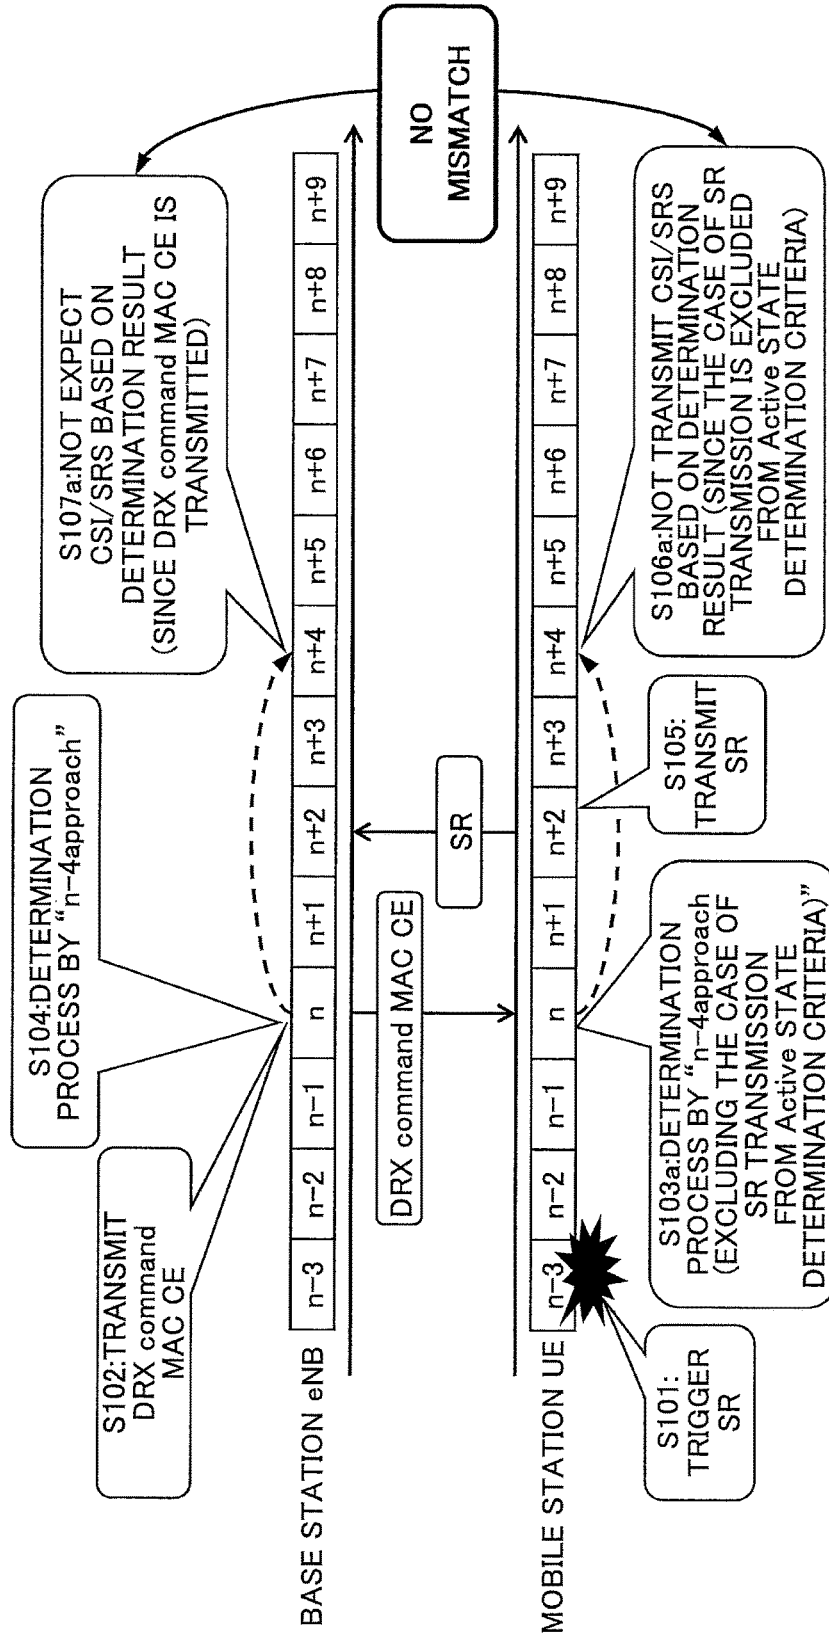 S102:TRANSMIT
DRX command
MAC CE
S104:DETERMINATION
PROCESS BY "n-4approach"
S107a:NOT EXPECT
CSI/SRS BASED ON
DETERMINATION RESULT
(SINCE DRX command MAC CE IS
TRANSMITTED)
BASE STATION eNB
n-3 n-2 n-1 n n+1 n+2 n+3 n+4 n+5 n+6 n+7 n+8 n+9
DRX command MAC CE
SR
NO
MISMATCH
MOBILE STATION UE
n-3 n-2 n-1 n n+1 n+2 n+3 n+4 n+5 n+6 n+7 n+8 n+9
S101:
TRIGGER
SR
S103a:DETERMINATION
PROCESS BY "n-4approach
(EXCLUDING THE CASE OF
SR TRANSMISSION
FROM Active STATE
DETERMINATION CRITERIA)"
S105:
TRANSMIT
SR
S106a:NOT TRANSMIT CSI/SRS
BASED ON DETERMINATION
RESULT (SINCE THE CASE OF SR
TRANSMISSION IS EXCLUDED
FROM Active STATE
DETERMINATION CRITERIA)